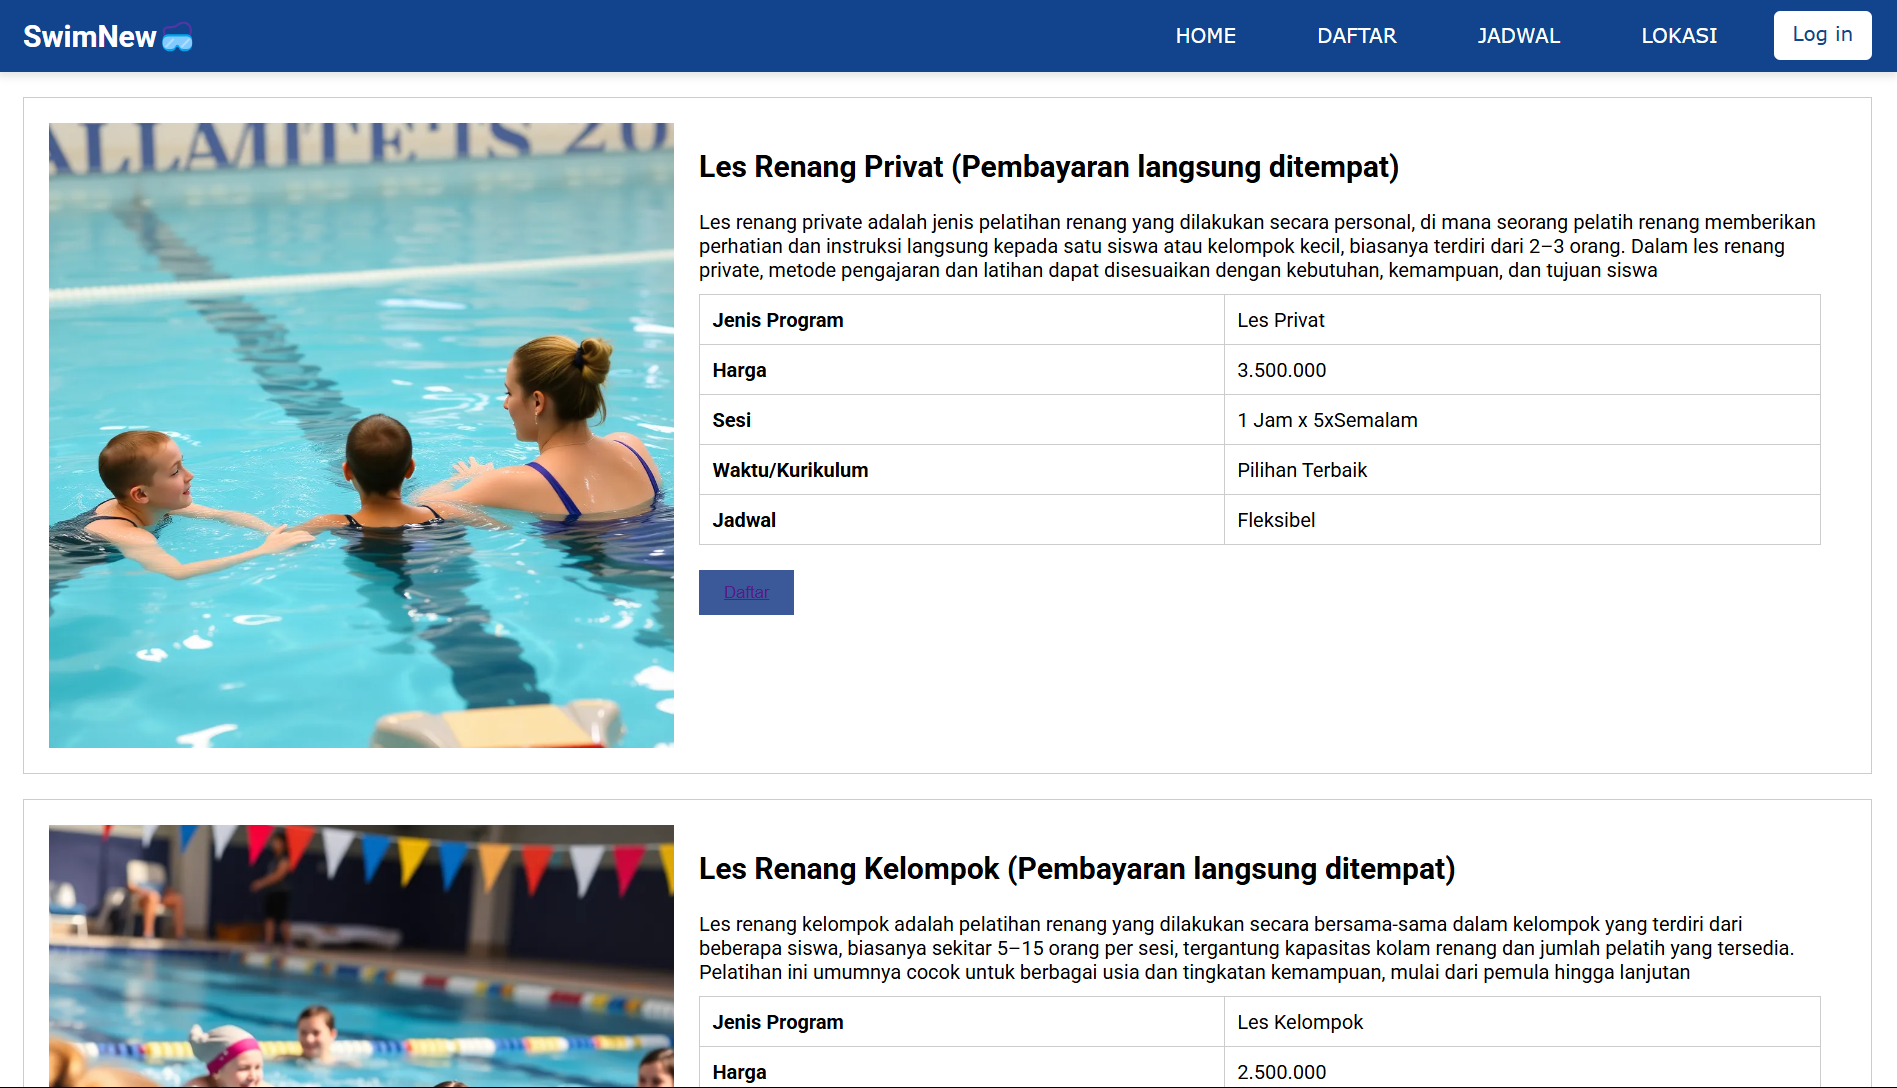 SwimNew
HOME
DAFTAR
JADWAL
LOKASI
Log in
Les Renang Privat (Pembayaran langsung ditempat)
Les renang private adalah jenis pelatihan renang yang dilakukan secara personal, di mana seorang pelatih renang memberikan
perhatian dan instruksi langsung kepada satu siswa atau kelompok kecil, biasanya terdiri dari 2–3 orang. Dalam les renang
private, metode pengajaran dan latihan dapat disesuaikan dengan kebutuhan, kemampuan, dan tujuan siswa
Jenis Program Les Privat
Harga 3.500.000
Sesi 1 Jam x 5xSemalam
Waktu/Kurikulum Pilihan Terbaik
Jadwal Fleksibel
Daftar
Les Renang Kelompok (Pembayaran langsung ditempat)
Les renang kelompok adalah pelatihan renang yang dilakukan secara bersama-sama dalam kelompok yang terdiri dari
beberapa siswa, biasanya sekitar 5–15 orang per sesi, tergantung kapasitas kolam renang dan jumlah pelatih yang tersedia.
Pelatihan ini umumnya cocok untuk berbagai usia dan tingkatan kemampuan, mulai dari pemula hingga lanjutan
Jenis Program Les Kelompok
Harga 2.500.000